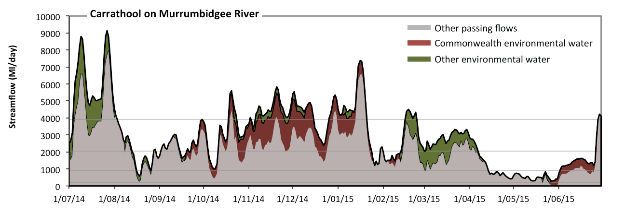 Carrathool on Murrumbidgee River
Streamflow (Ml/day)
10000
9000
8000
7000
6000
5000
4000
3000
2000
1000
0
Other passing flows
Commonwealth environmental water
Other environmental water
1/07/14 1/08/14 1/09/14 1/10/14 1/11/14 1/12/14 1/01/15 1/02/15 1/03/15 1/04/15 1/05/15 1/06/15